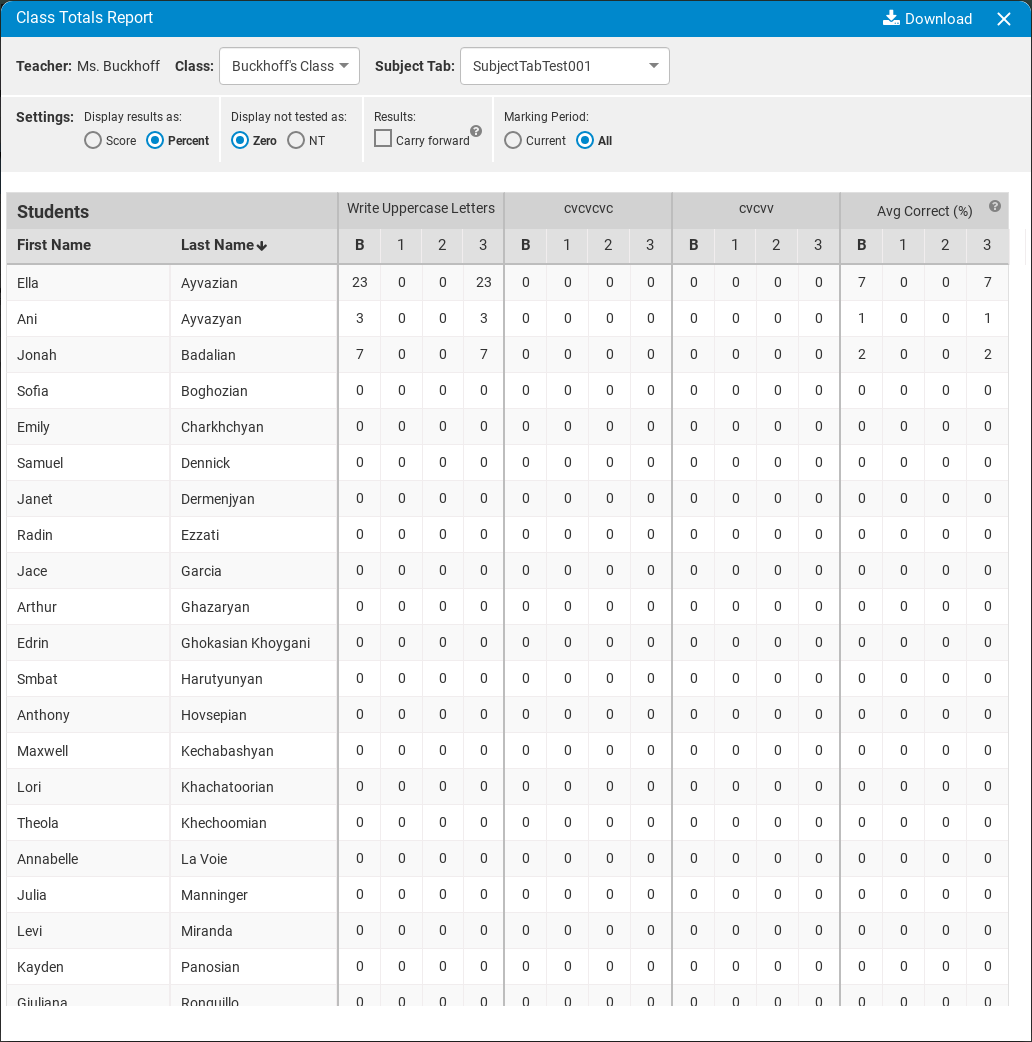 Class Totals Report Download
Teacher: Ms. Buckhoff Class: Buckhoff's Class Subject Tab: SubjectTabTest001
Settings: Display results as: Display not tested as: Results: Marking Period:
Score Percent Zero NT Carry forward ? Current All
Students Write Uppercase Letters cvcvcvc cvcvv Avg Correct (%) ?
First Name Last Name B 1 2 3 B 1 2 3 B 1 2 3 B 1 2 3
Ella Ayvazian 23 0 0 23 0 0 0 0 0 0 0 0 7 0 0 7
Ani Ayvazyan 3 0 0 3 0 0 0 0 0 0 0 0 1 0 0 1
Jonah Badalian 7 0 0 7 0 0 0 0 0 0 0 0 2 0 0 2
Sofia Boghozian 0 0 0 0 0 0 0 0 0 0 0 0 0 0 0 0
Emily Charkhchyan 0 0 0 0 0 0 0 0 0 0 0 0 0 0 0 0
Samuel Dennick 0 0 0 0 0 0 0 0 0 0 0 0 0 0 0 0
Janet Dermenjyan 0 0 0 0 0 0 0 0 0 0 0 0 0 0 0 0
Radin Ezzati 0 0 0 0 0 0 0 0 0 0 0 0 0 0 0 0
Jace Garcia 0 0 0 0 0 0 0 0 0 0 0 0 0 0 0 0
Arthur Ghazaryan 0 0 0 0 0 0 0 0 0 0 0 0 0 0 0 0
Edrin Ghokasian Khoygani 0 0 0 0 0 0 0 0 0 0 0 0 0 0 0 0
Smbat Harutyunyan 0 0 0 0 0 0 0 0 0 0 0 0 0 0 0 0
Anthony Hovsepian 0 0 0 0 0 0 0 0 0 0 0 0 0 0 0 0
Maxwell Kechabashyan 0 0 0 0 0 0 0 0 0 0 0 0 0 0 0 0
Lori Khachatoorian 0 0 0 0 0 0 0 0 0 0 0 0 0 0 0 0
Theola Khechoomian 0 0 0 0 0 0 0 0 0 0 0 0 0 0 0 0
Annabelle La Voie 0 0 0 0 0 0 0 0 0 0 0 0 0 0 0 0
Julia Manninger 0 0 0 0 0 0 0 0 0 0 0 0 0 0 0 0
Levi Miranda 0 0 0 0 0 0 0 0 0 0 0 0 0 0 0 0
Kayden Panosian 0 0 0 0 0 0 0 0 0 0 0 0 0 0 0 0
Giuliana Ronquillo 0 0 0 0 0 0 0 0 0 0 0 0 0 0 0 0